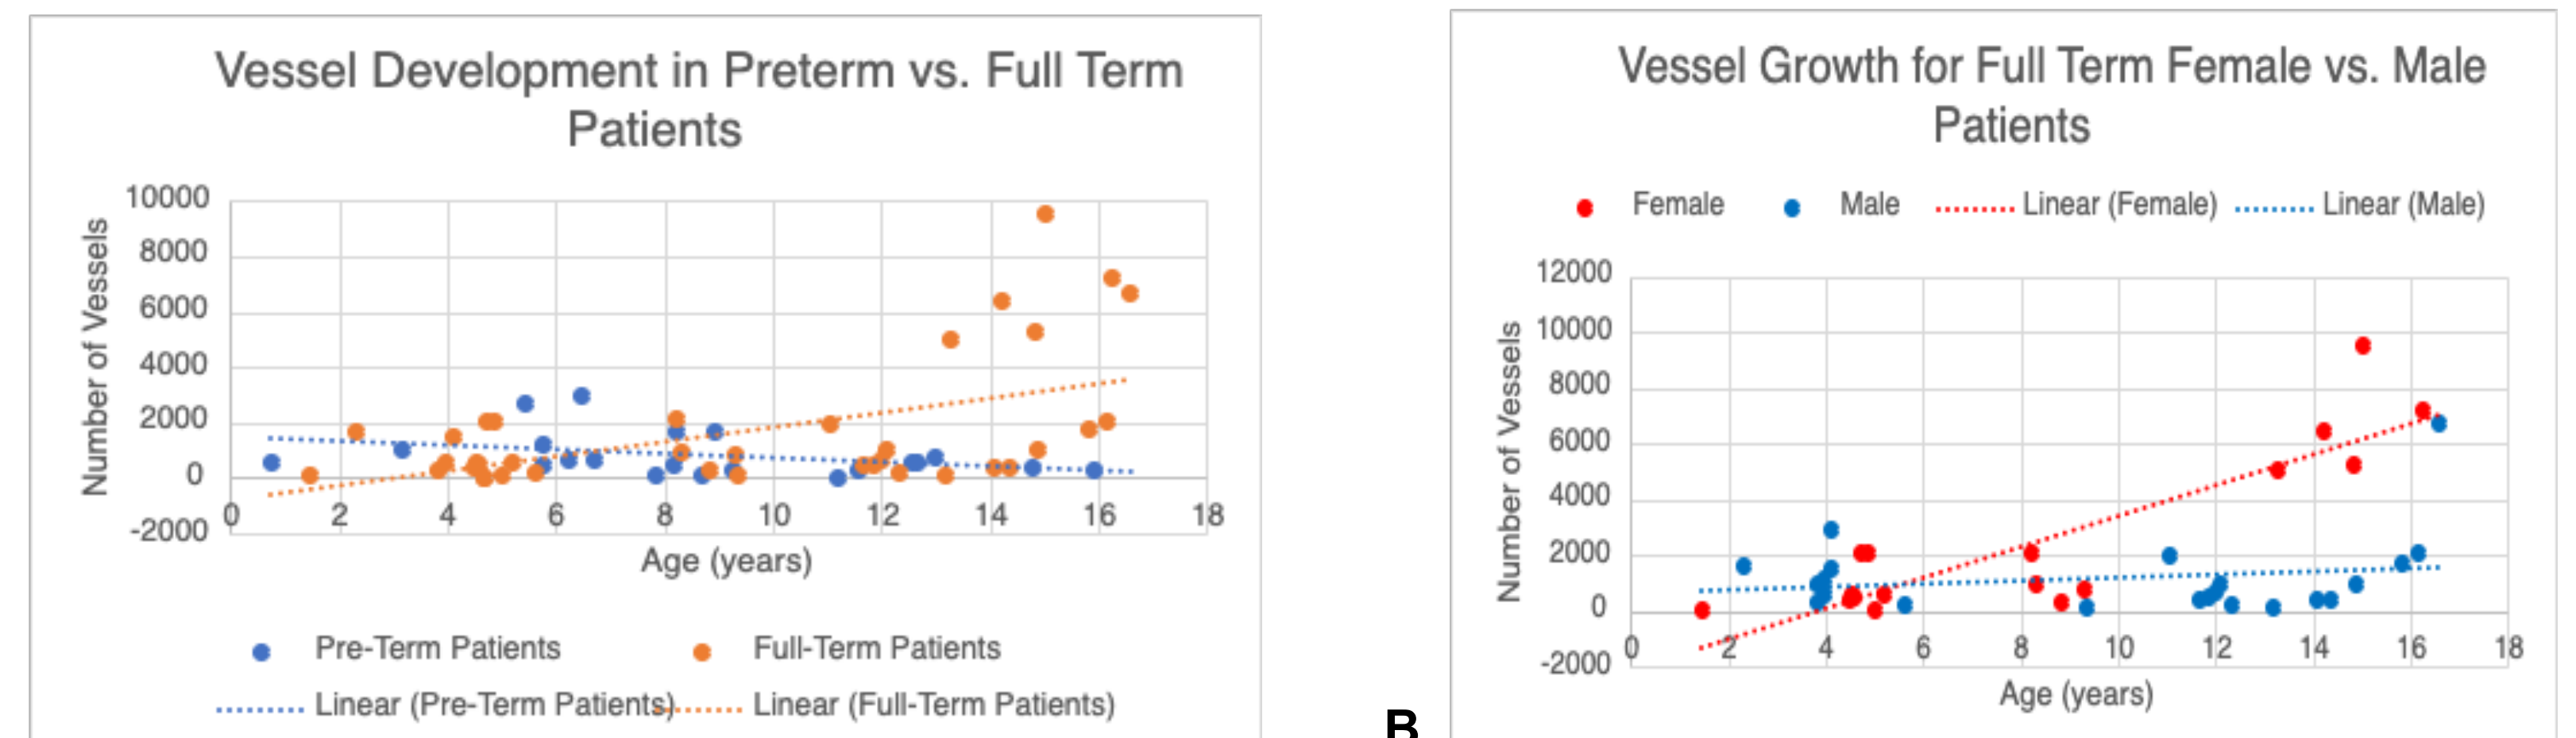 Vessel Development in Preterm vs. Full Term
Patients
10000
8000
6000
4000
2000
0
-2000
Number of Vessels
0 2 4 6 8 10 12 14 16 18
Age (years)
Pre-Term Patients Full-Term Patients
Linear (Pre-Term Patients) Linear (Full-Term Patients)
B
Vessel Growth for Full Term Female vs. Male
Patients
Female Male Linear (Female) Linear (Male)
12000
10000
8000
6000
4000
2000
0
-2000
Number of Vessels
0 2 4 6 8 10 12 14 16 18
Age (years)